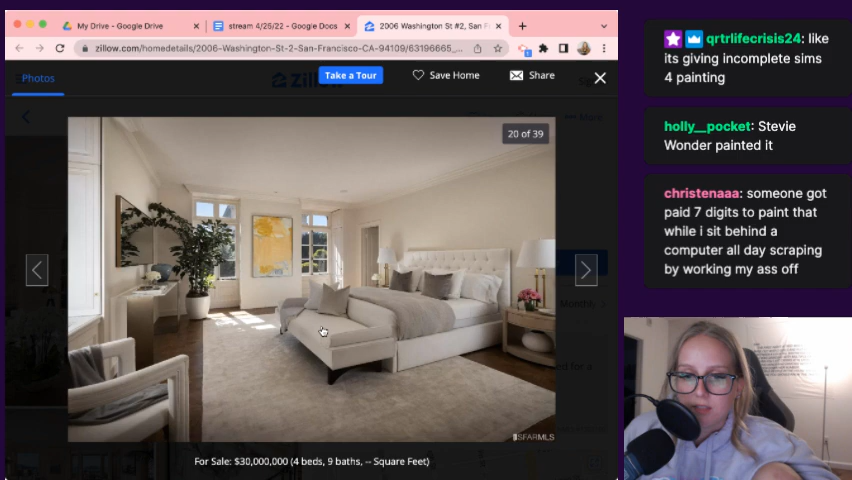 My Drive - Google Drive
stream 4/26/22 - Google Docs
2006 Washington St #2, San F
zillow.com/homedetails/2006-Washington-St-2-San-Francisco-CA-94109/63196665_...
Photos
Zillow
Take a Tour
Save Home
Share
20 of 39
SFARMLS
For Sale: $30,000,000 (4 beds, 9 baths, -- Square Feet)
qrtrlifecrisis24: like
its giving incomplete sims
4 painting
holly__pocket: Stevie
Wonder painted it
christenaaa: someone got
paid 7 digits to paint that
while i sit behind a
computer all day scraping
by working my ass off